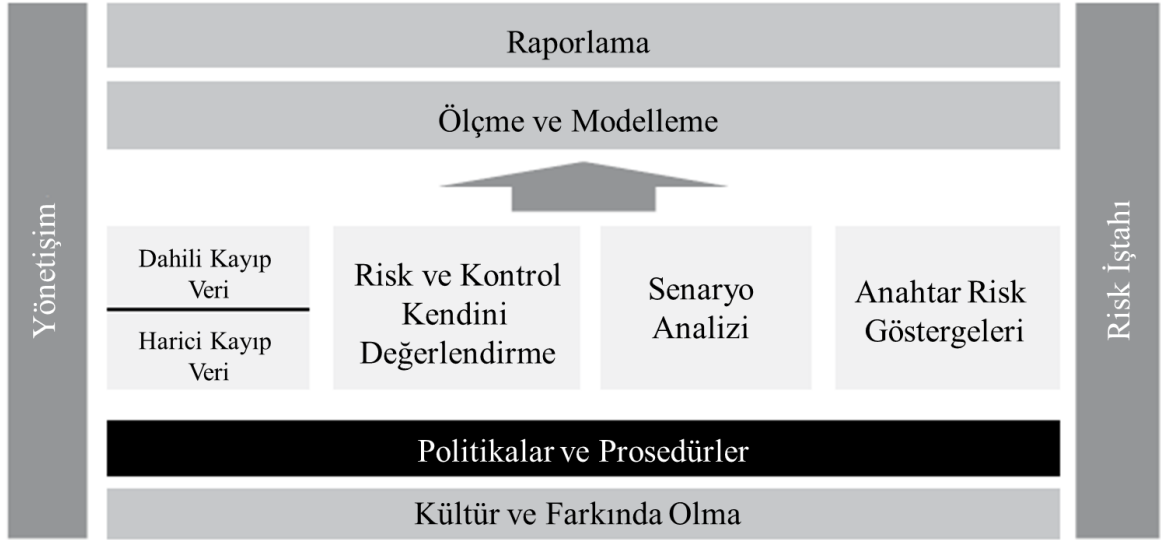 Raporlama
Ölçme ve Modelleme
Yönetişim
Dahili Kayıp
Veri
Harici Kayıp
Veri
Risk ve Kontrol
Kendini
Değerlendirme
Senaryo
Analizi
Anahtar Risk
Göstergeleri
Risk İştahı
Politikalar ve Prosedürler
Kültür ve Farkında Olma